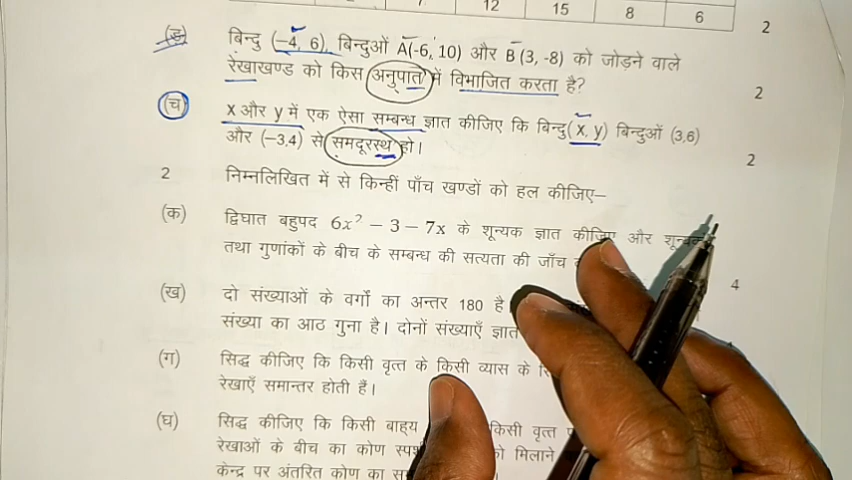 12 15 8 6
2
(ङ) बिन्दु (−4, 6), बिन्दुओं A(-6, 10) और B (3, -8) को जोड़ने वाले
रेखाखण्ड को किस अनुपात में विभाजित करता है?
2
(च) x और y में एक ऐसा सम्बन्ध ज्ञात कीजिए कि बिन्दु(x, y) बिन्दुओं (3,6)
और (−3,4) से समदूरस्थ हो।
2
2 निम्नलिखित में से किन्हीं पाँच खण्डों को हल कीजिए–
(क) द्विघात बहुपद 6x² − 3 − 7x के शून्यक ज्ञात कीजिए और
तथा गुणांकों के बीच के सम्बन्ध की सत्यता की जाँच
4
(ख) दो संख्याओं के वर्गों का अन्तर 180 है
संख्या का आठ गुना है। दोनों संख्याएँ ज्ञात
(ग) सिद्ध कीजिए कि किसी वृत्त के किसी व्यास के
रेखाएँ समान्तर होती हैं।
(घ) सिद्ध कीजिए कि किसी बाह्य किसी वृत्त
रेखाओं के बीच का कोण को मिलाने
केन्द्र पर अंतरित कोण का